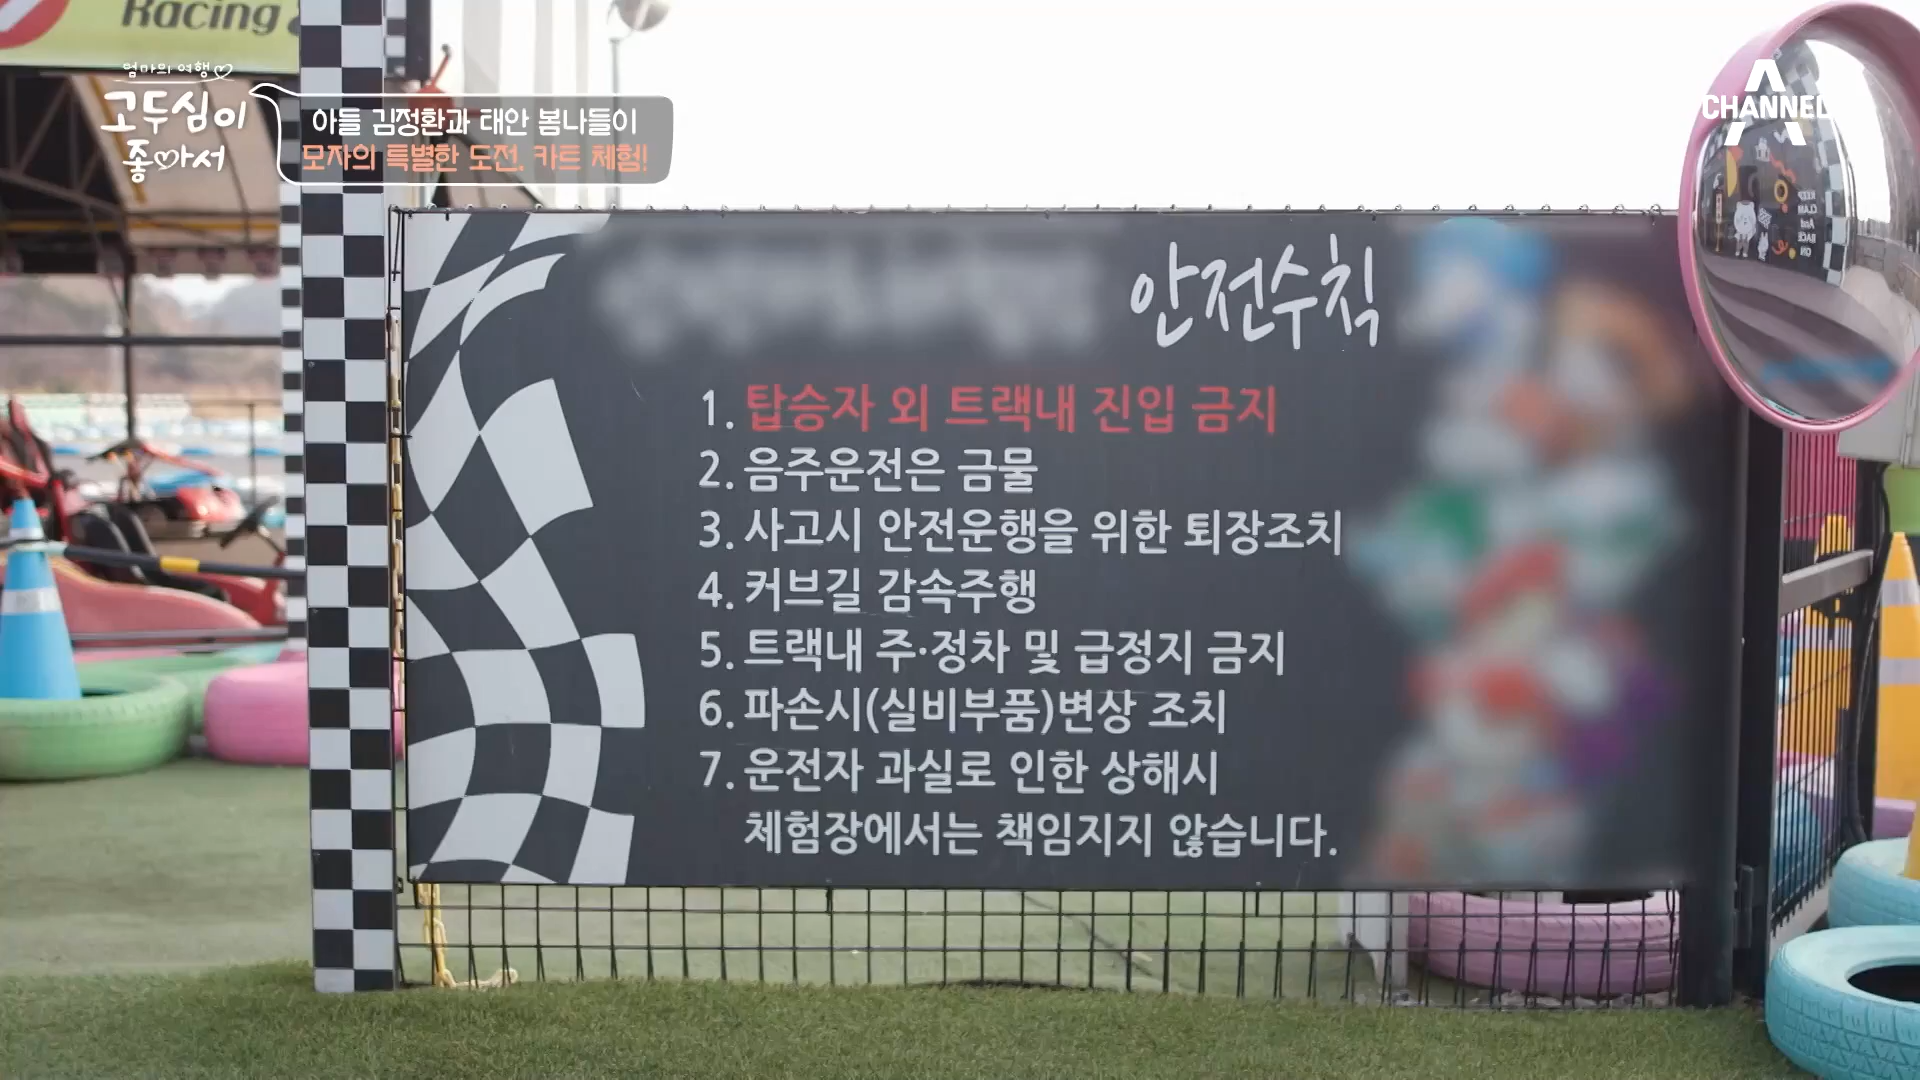 Racing
엄마의 여행
고두심이
좋아서
아들 김정환과 태안 봄나들이
모자의 특별한 도전, 카트 체험!
CHANNEL A
안전수칙
1. 탑승자 외 트랙내 진입 금지
2. 음주운전은 금물
3. 사고시 안전운행을 위한 퇴장조치
4. 커브길 감속주행
5. 트랙내 주·정차 및 급정지 금지
6. 파손시(실비부품)변상 조치
7. 운전자 과실로 인한 상해시
체험장에서는 책임지지 않습니다.
KEEP
CLAM
And
RACE
ON